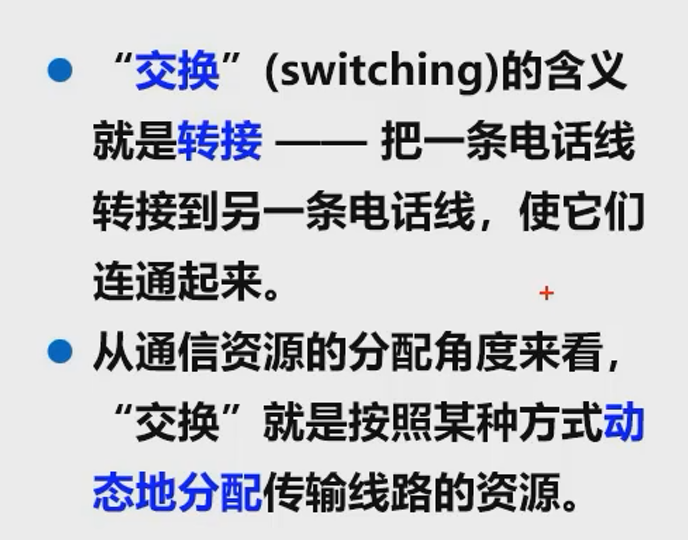 “交换”(switching)的含义
就是转接 —— 把一条电话线
转接到另一条电话线，使它们
连通起来。
从通信资源的分配角度来看，
“交换”就是按照某种方式动
态地分配传输线路的资源。